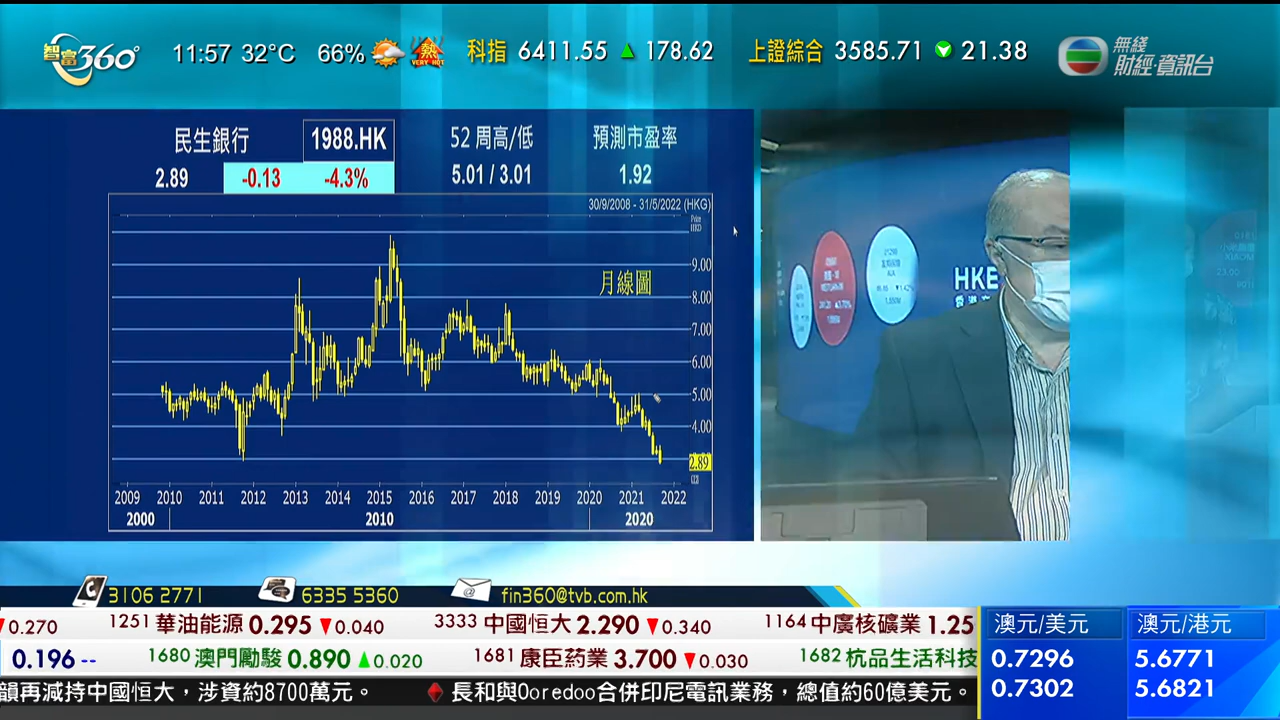 智富360°
11:57 32°C 66% 熱 VERY HOT 科指 6411.55 ▲ 178.62 上證綜合 3585.71 ▼ 21.38
無綫
財經·資訊台
民生銀行 1988.HK 52 周高/低 預測市盈率
2.89 -0.13 -4.3% 5.01 / 3.01 1.92
30/9/2008 - 31/5/2022 (HKG)
Price
HKD
月線圖
9.00
8.00
7.00
6.00
5.00
4.00
2.89
2009 2010 2011 2012 2013 2014 2015 2016 2017 2018 2019 2020 2021 2022
2000 2010 2020
HKE
香港
3106 2771 6335 5360 fin360@tvb.com.hk
▼0.270 1251 華油能源 0.295 ▼0.040 3333 中國恒大 2.290 ▼0.340 1164 中廣核礦業 1.25
0.196 -- 1680 澳門勵駿 0.890 ▲0.020 1681 康臣葯業 3.700 ▼0.030 1682 杭品生活科技
韻再減持中國恒大，涉資約8700萬元。 長和與Ooredoo合併印尼電訊業務，總值約60億美元。
澳元/美元 澳元/港元
0.7296 5.6771
0.7302 5.6821